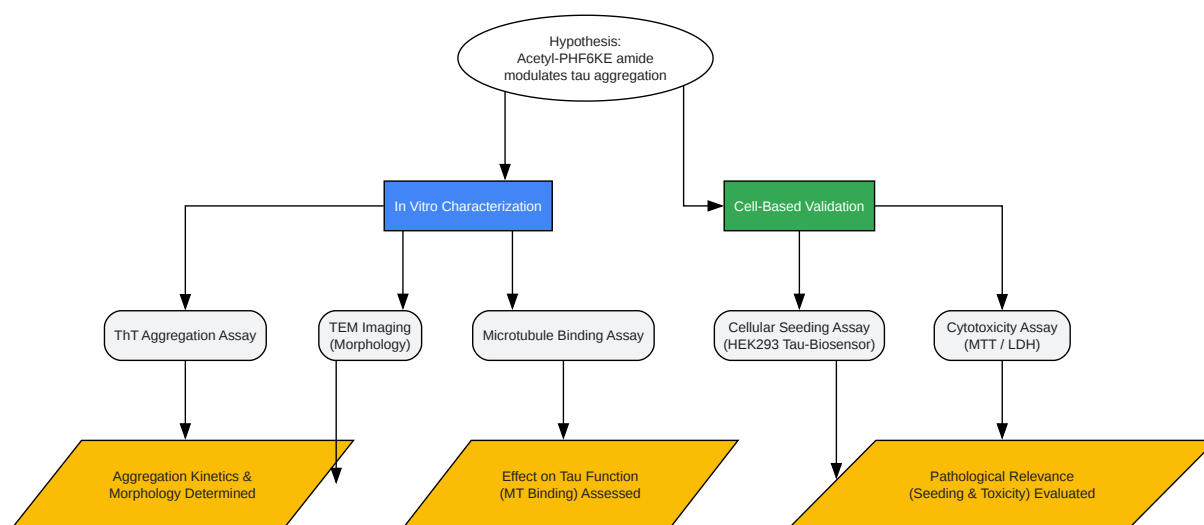 Hypothesis:
Acetyl-PHF6KE amide
modulates tau aggregation
In Vitro Characterization
Cell-Based Validation
ThT Aggregation Assay
TEM Imaging
(Morphology)
Microtubule Binding Assay
Cellular Seeding Assay
(HEK293 Tau-Biosensor)
Cytotoxicity Assay
(MTT / LDH)
Aggregation Kinetics &
Morphology Determined
Effect on Tau Function
(MT Binding) Assessed
Pathological Relevance
(Seeding & Toxicity) Evaluated